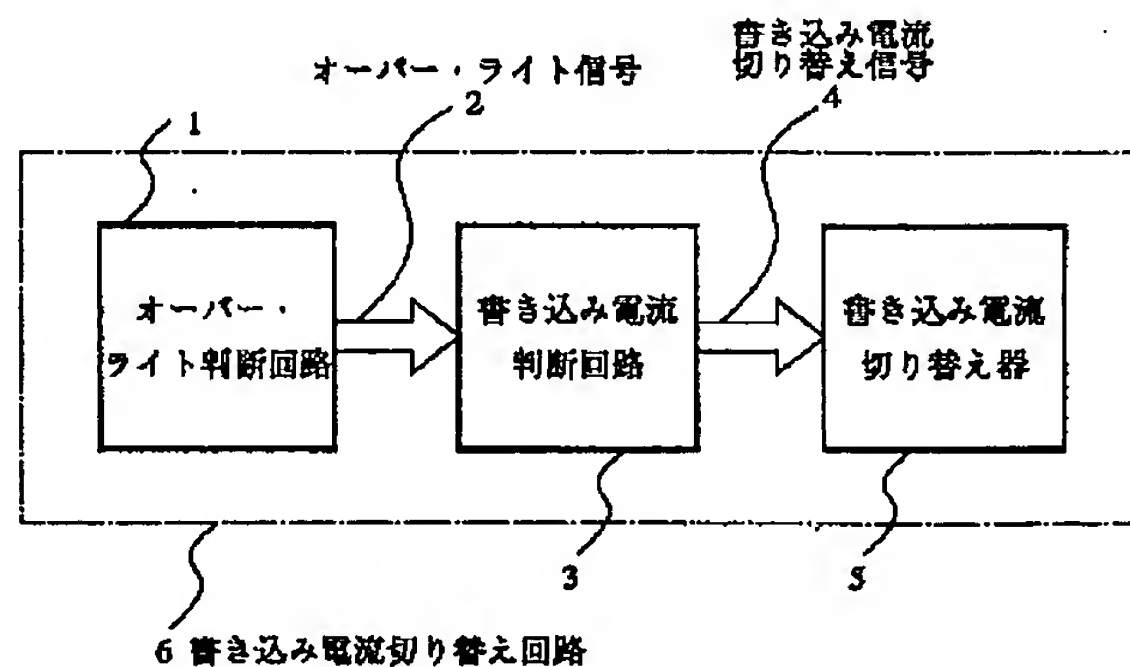 書き込み電流
切り替え信号
4
オーバー・ライト信号
2
1
オーバー・
ライト判断回路
書き込み電流
判断回路
書き込み電流
切り替え器
3
5
6 書き込み電流切り替え回路